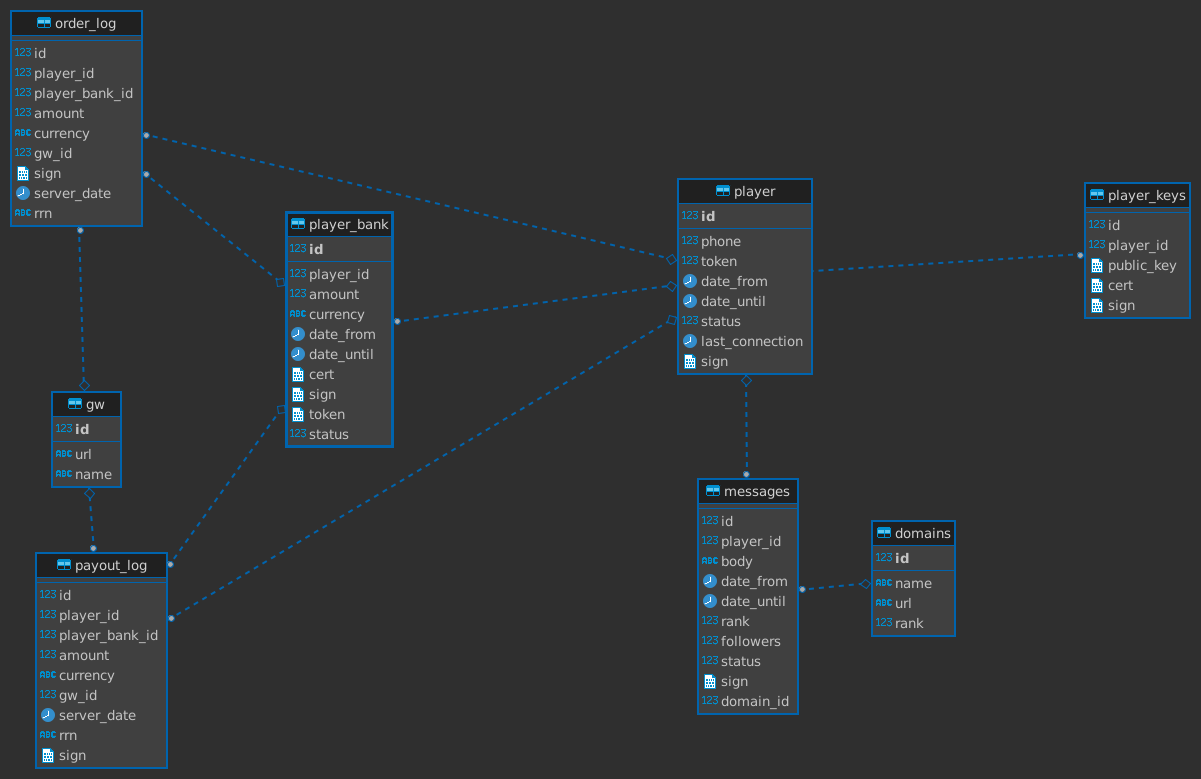 order_log
123 id
123 player_id
123 player_bank_id
123 amount
ABC currency
123 gw_id
sign
server_date
ABC rrn
player_bank
123 id
123 player_id
123 amount
ABC currency
date_from
date_until
cert
sign
token
123 status
player
123 id
123 phone
123 token
date_from
date_until
123 status
last_connection
sign
player_keys
123 id
123 player_id
public_key
cert
sign
gw
123 id
ABC url
ABC name
payout_log
123 id
123 player_id
123 player_bank_id
123 amount
ABC currency
123 gw_id
server_date
ABC rrn
sign
messages
123 id
123 player_id
ABC body
date_from
date_until
123 rank
123 followers
123 status
sign
123 domain_id
domains
123 id
ABC name
ABC url
123 rank